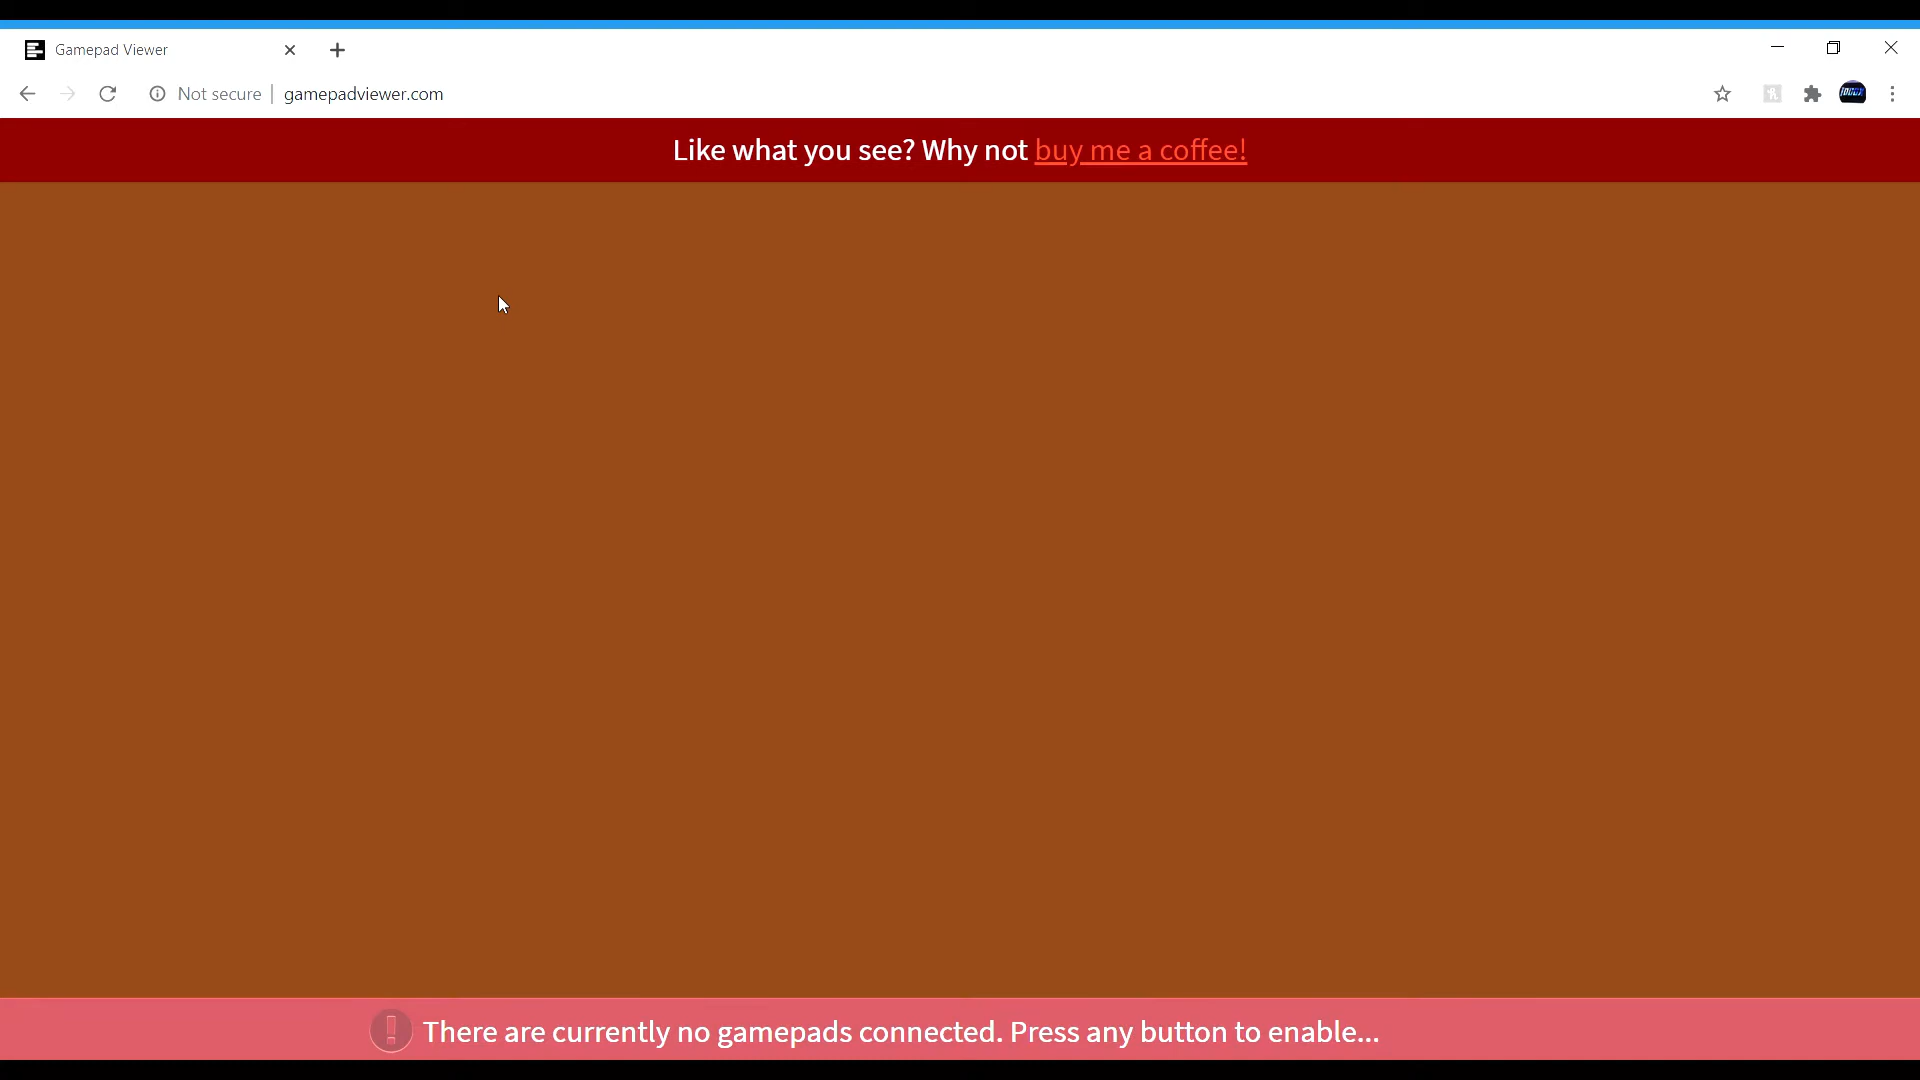 Gamepad Viewer
Not secure
gamepadviewer.com
Like what you see? Why not buy me a coffee!
There are currently no gamepads connected. Press any button to enable...